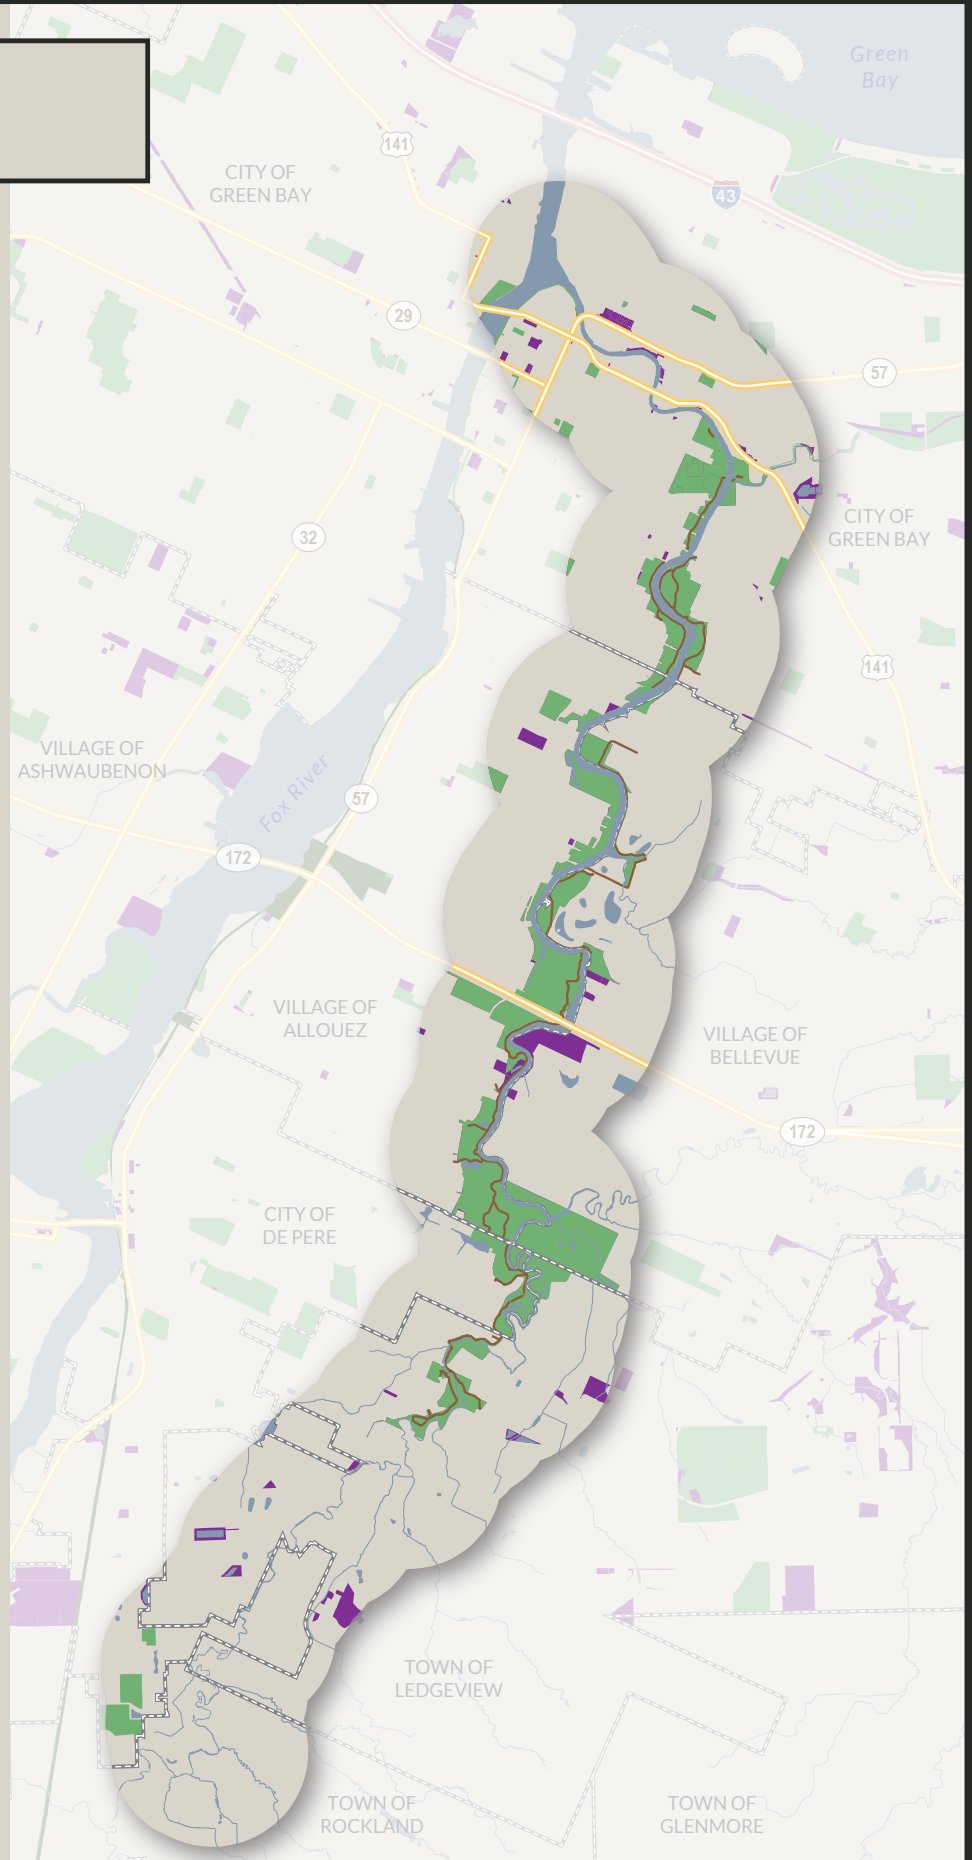 Green
Bay
141
CITY OF
GREEN BAY
43
29
57
32
CITY OF
GREEN BAY
141
VILLAGE OF
ASHWAUBENON
Fox River
57
172
VILLAGE OF
ALLOUEZ
VILLAGE OF
BELLEVUE
172
CITY OF
DE PERE
TOWN OF
LEDGEVIEW
TOWN OF
ROCKLAND
TOWN OF
GLENMORE